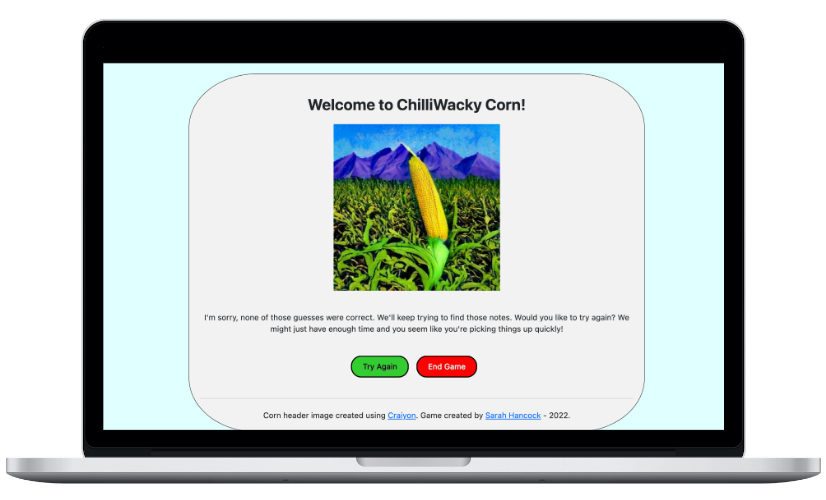 Welcome to ChilliWacky Corn!
I'm sorry, none of those guesses were correct. We'll keep trying to find those notes. Would you like to try again? We
might just have enough time and you seem like you're picking things up quickly!
Try Again
End Game
Corn header image created using Craiyon. Game created by Sarah Hancock - 2022.